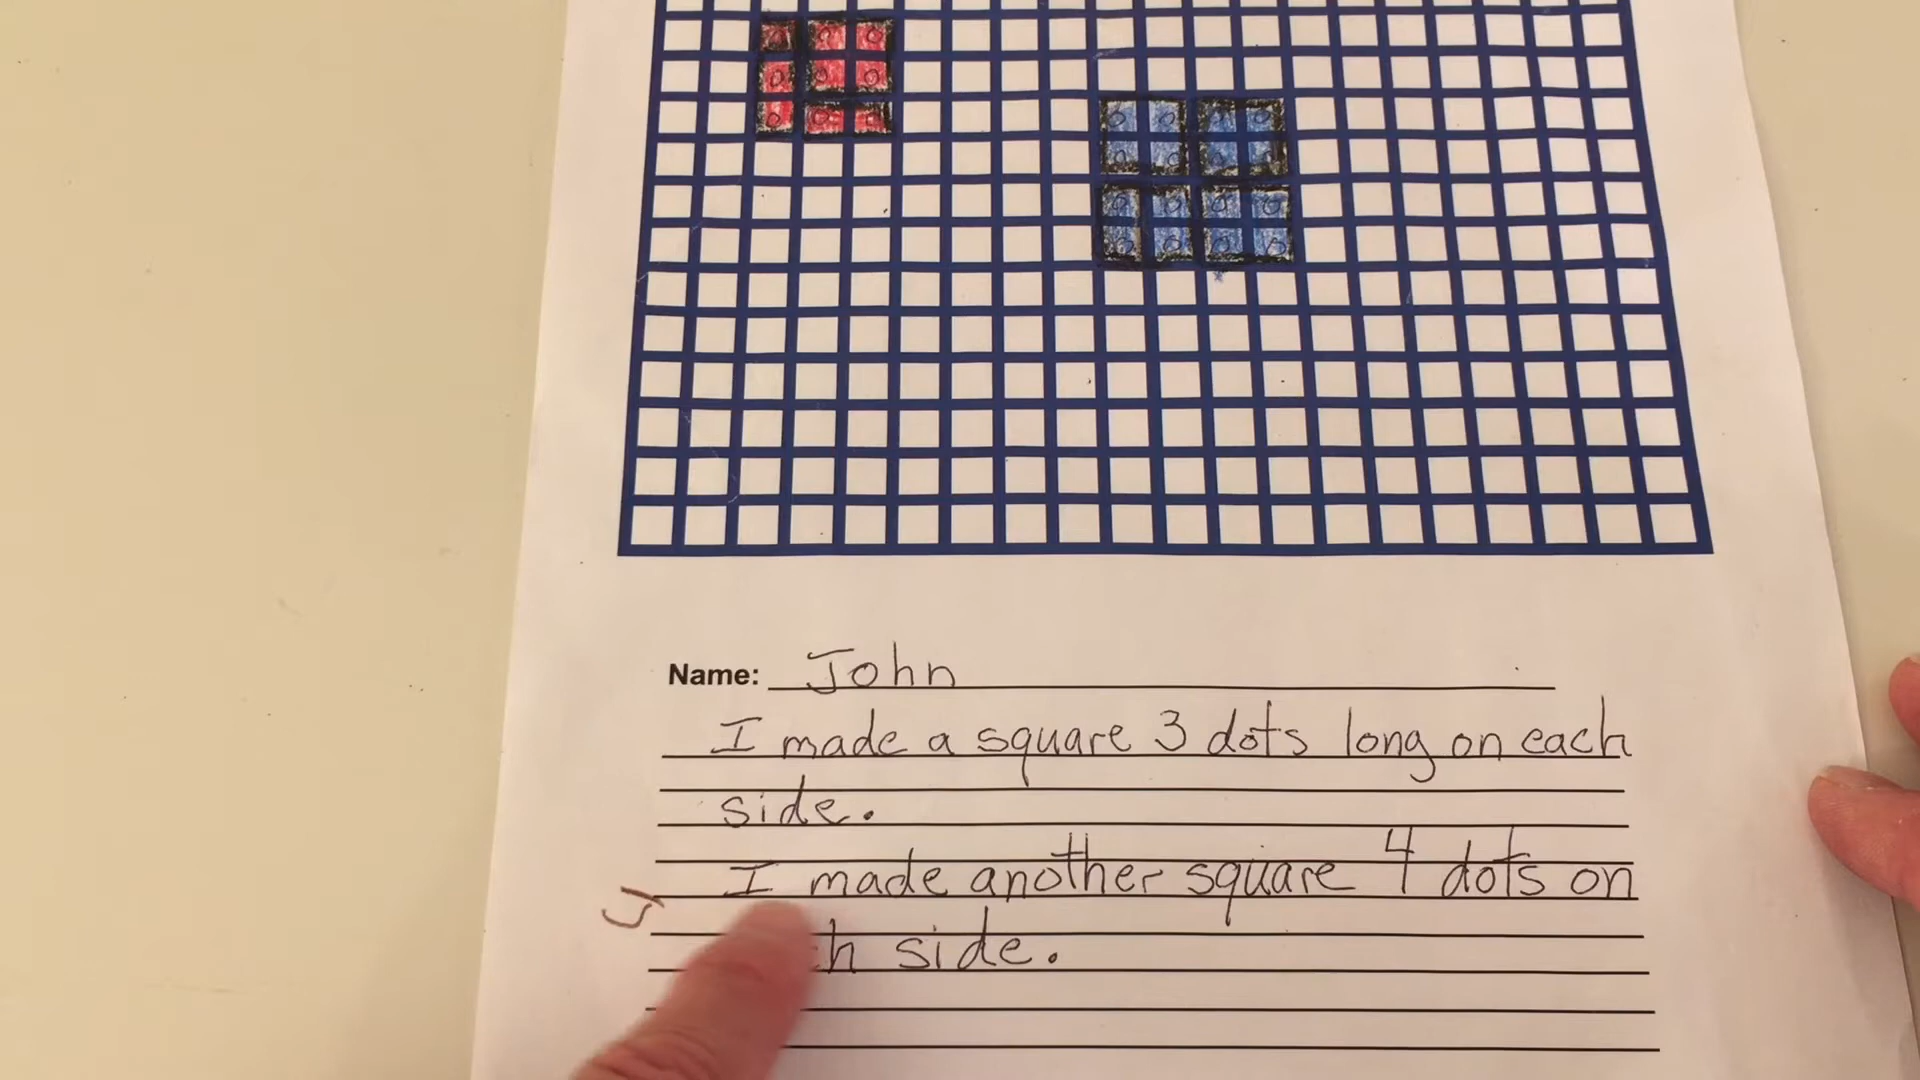 Name: John
I made a square 3 dots long on each
side.
I made another square 4 dots on
side.